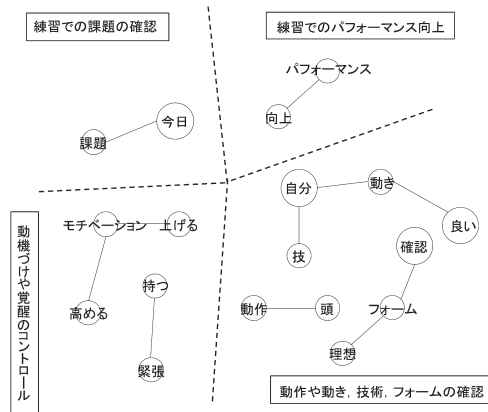 練習での課題の確認
練習でのパフォーマンス向上
パフォーマンス
向上
今日
課題
自分
動き
良い
技
確認
動作
頭
フォーム
理想
モチベーション
上げる
高める
持つ
緊張
動機づけや覚醒のコントロール
動作や動き, 技術, フォームの確認